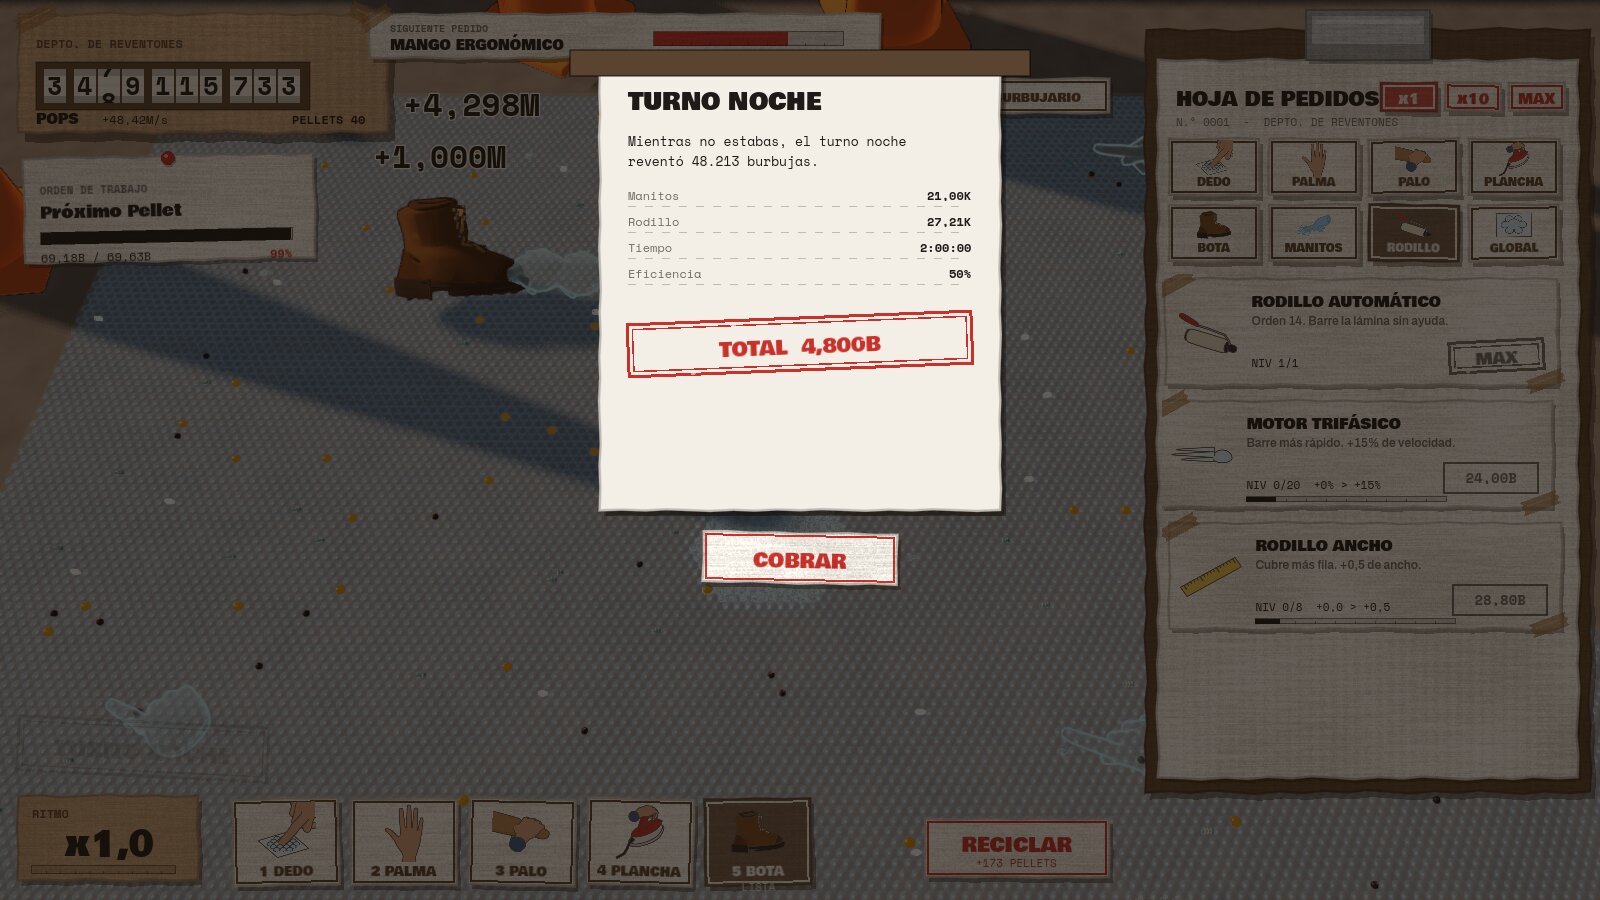 DEPTO. DE REVENTONES
POPS +48,42M/s PELLETS 40
SIGUIENTE PEDIDO
MANGO ERGONÓMICO
+4,298M
+1,000M
ORDEN DE TRABAJO
Próximo Pellet
69,18B / 69,63B 99%
TURNO NOCHE
Mientras no estabas, el turno noche
reventó 48.213 burbujas.
Manitos 21,00K
Rodillo 27,21K
Tiempo 2:00:00
Eficiencia 50%
TOTAL 4,800B
COBRAR
HOJA DE PEDIDOS x1 x10 MAX
N.° 0001 - DEPTO. DE REVENTONES
DEDO PALMA PALO PLANCHA
BOTA MANITOS RODILLO GLOBAL
RODILLO AUTOMÁTICO
Orden 14. Barre la lámina sin ayuda.
NIV 1/1 MAX
MOTOR TRIFÁSICO
Barre más rápido. +15% de velocidad.
NIV 0/20 +0% > +15% 24,00B
RODILLO ANCHO
Cubre más fila. +0,5 de ancho.
NIV 0/8 +0,0 > +0,5 28,80B
RITMO
x1,0
1 DEDO 2 PALMA 3 PALO 4 PLANCHA 5 BOTA
LISTA
RECICLAR
+173 PELLETS